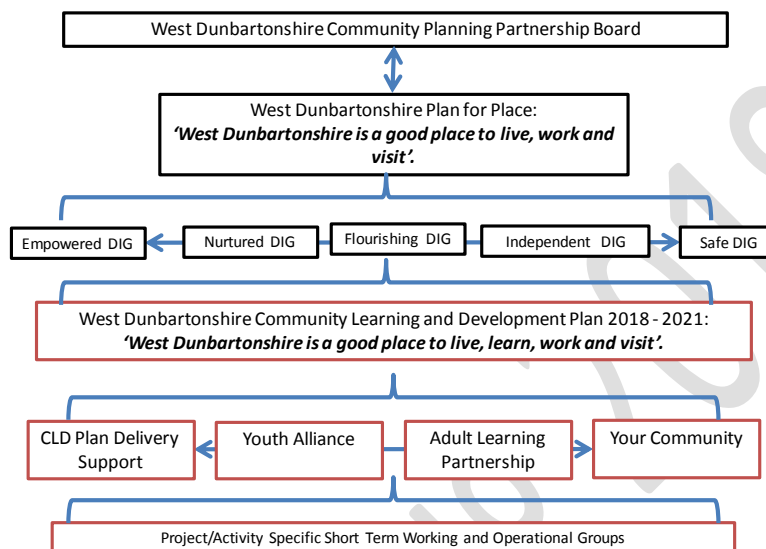 West Dunbartonshire Community Planning Partnership Board
West Dunbartonshire Plan for Place:
‘West Dunbartonshire is a good place to live, work and
visit’.
Empowered DIG
Nurtured DIG
Flourishing DIG
Independent DIG
Safe DIG
West Dunbartonshire Community Learning and Development Plan 2018 - 2021:
‘West Dunbartonshire is a good place to live, learn, work and visit’.
CLD Plan Delivery
Support
Youth Alliance
Adult Learning
Partnership
Your Community
Project/Activity Specific Short Term Working and Operational Groups